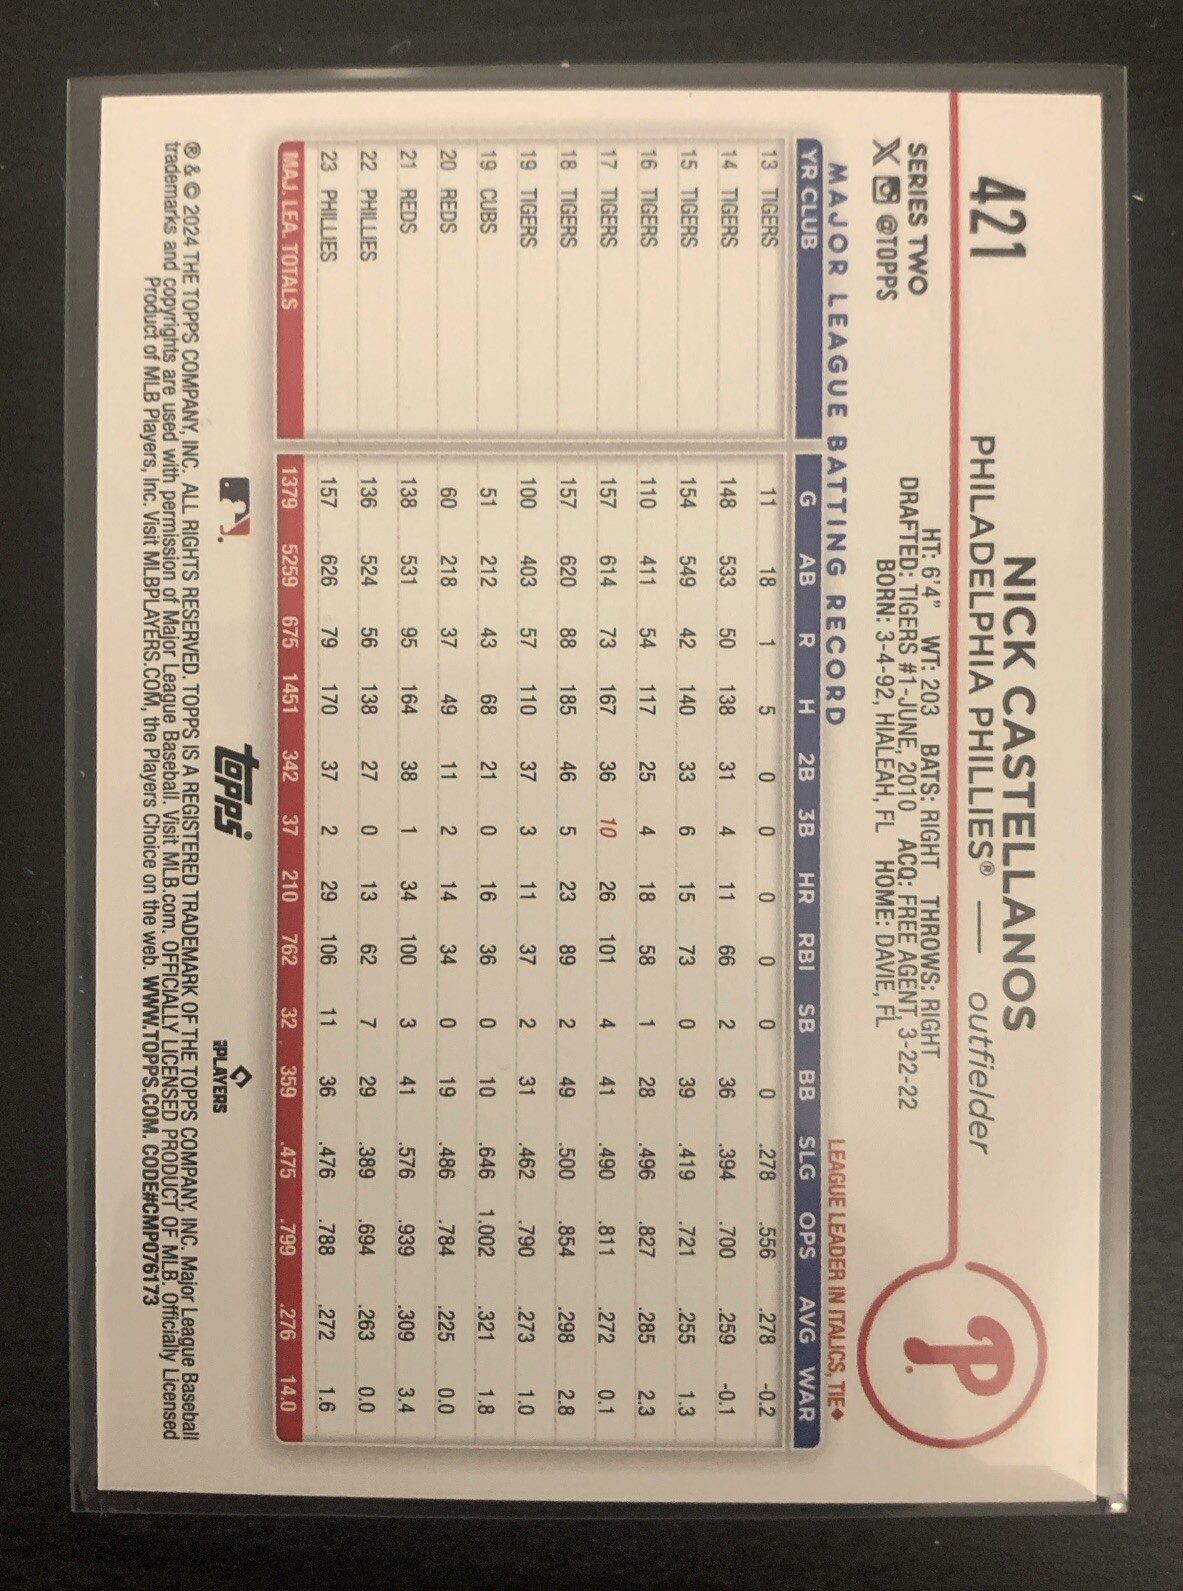 421
NICK CASTELLANOS
PHILADELPHIA PHILLIES® — outfielder
P
SERIES TWO
X @TOPPS
HT: 6'4" WT: 203 BATS: RIGHT THROWS: RIGHT
DRAFTED: TIGERS #1-JUNE, 2010 ACQ: FREE AGENT, 3-22-22
BORN: 3-4-92, HIALEAH, FL HOME: DAVIE, FL
MAJOR LEAGUE BATTING RECORD LEAGUE LEADER IN ITALICS, TIE◆
YR CLUB G AB R H 2B 3B HR RBI SB BB SLG OPS AVG WAR
13 TIGERS 11 18 1 5 0 0 0 0 0 0 .278 .556 .278 -0.2
14 TIGERS 148 533 50 138 31 4 11 66 2 36 .394 .700 .259 -0.1
15 TIGERS 154 549 42 140 33 6 15 73 0 39 .419 .721 .255 1.3
16 TIGERS 110 411 54 117 25 4 18 58 1 28 .496 .827 .285 2.3
17 TIGERS 157 614 73 167 36 10 26 101 4 41 .490 .811 .272 0.1
18 TIGERS 157 620 88 185 46 5 23 89 2 49 .500 .854 .298 2.8
19 TIGERS 100 403 57 110 37 3 11 37 2 31 .462 .790 .273 1.0
19 CUBS 51 212 43 68 21 0 16 36 0 10 .646 1.002 .321 1.8
20 REDS 60 218 37 49 11 2 14 34 0 19 .486 .784 .225 0.0
21 REDS 138 531 95 164 38 1 34 100 3 41 .576 .939 .309 3.4
22 PHILLIES 136 524 56 138 27 0 13 62 7 29 .389 .694 .263 0.0
23 PHILLIES 157 626 79 170 37 2 29 106 11 36 .476 .788 .272 1.6
MAJ. LEA. TOTALS 1379 5259 675 1451 342 37 210 762 32 359 .475 .799 .276 14.0
topps®
PLAYERS
® & © 2024 THE TOPPS COMPANY, INC. ALL RIGHTS RESERVED. TOPPS IS A REGISTERED TRADEMARK OF THE TOPPS COMPANY, INC. Major League Baseball
trademarks and copyrights are used with permission of Major League Baseball. Visit MLB.com. OFFICIALLY LICENSED PRODUCT OF MLB. Officially Licensed
Product of MLB Players, Inc. Visit MLBPLAYERS.COM, the Players Choice on the web. WWW.TOPPS.COM. CODE#CMP076173